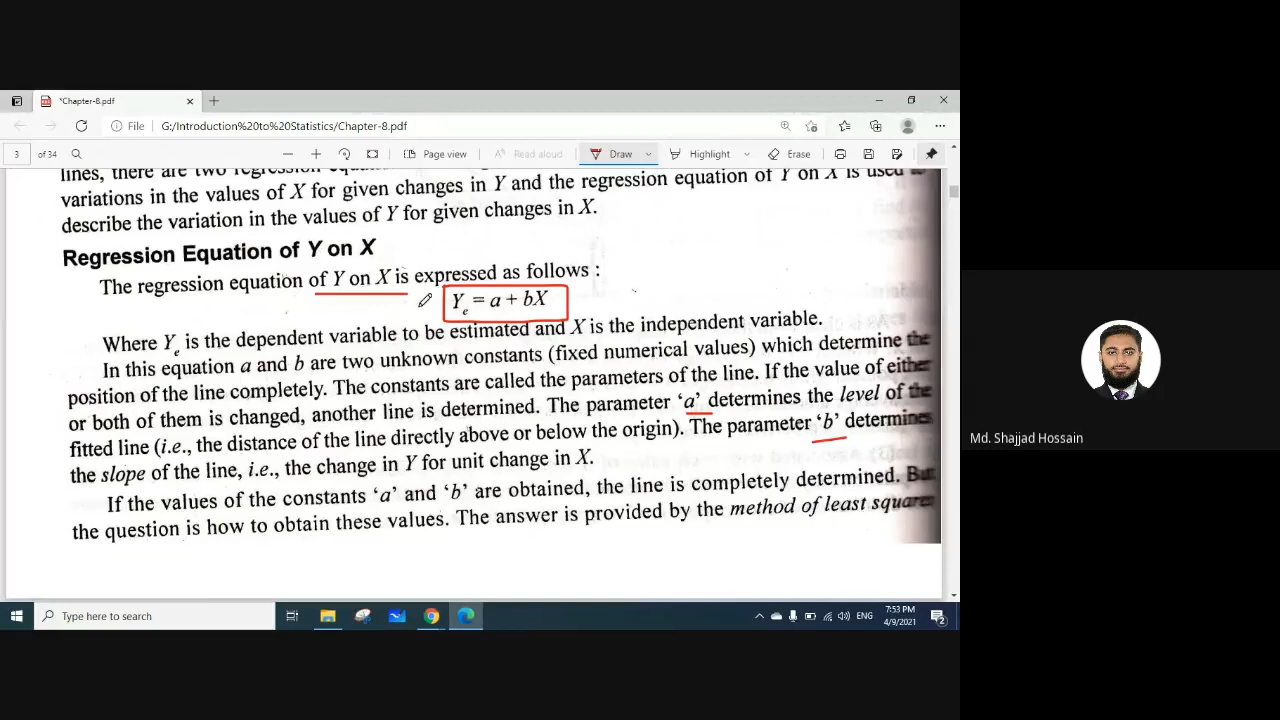 *Chapter-8.pdf
File G:/Introduction%20to%20Statistics/Chapter-8.pdf
3 of 34 Page view Read aloud Draw Highlight Erase
lines, there are two regression
variations in the values of X for given changes in Y and the regression equation of Y on X is used to
describe the variation in the values of Y for given changes in X.
Regression Equation of Y on X
The regression equation of Y on X is expressed as follows :
Ye = a + bX
Where Ye is the dependent variable to be estimated and X is the independent variable.
In this equation a and b are two unknown constants (fixed numerical values) which determine the
position of the line completely. The constants are called the parameters of the line. If the value of either
or both of them is changed, another line is determined. The parameter ‘a’ determines the level of the
fitted line (i.e., the distance of the line directly above or below the origin). The parameter ‘b’ determines
the slope of the line, i.e., the change in Y for unit change in X.
If the values of the constants ‘a’ and ‘b’ are obtained, the line is completely determined. But
the question is how to obtain these values. The answer is provided by the method of least squares
Md. Shajjad Hossain
Type here to search
ENG
7:53 PM
4/9/2021
2